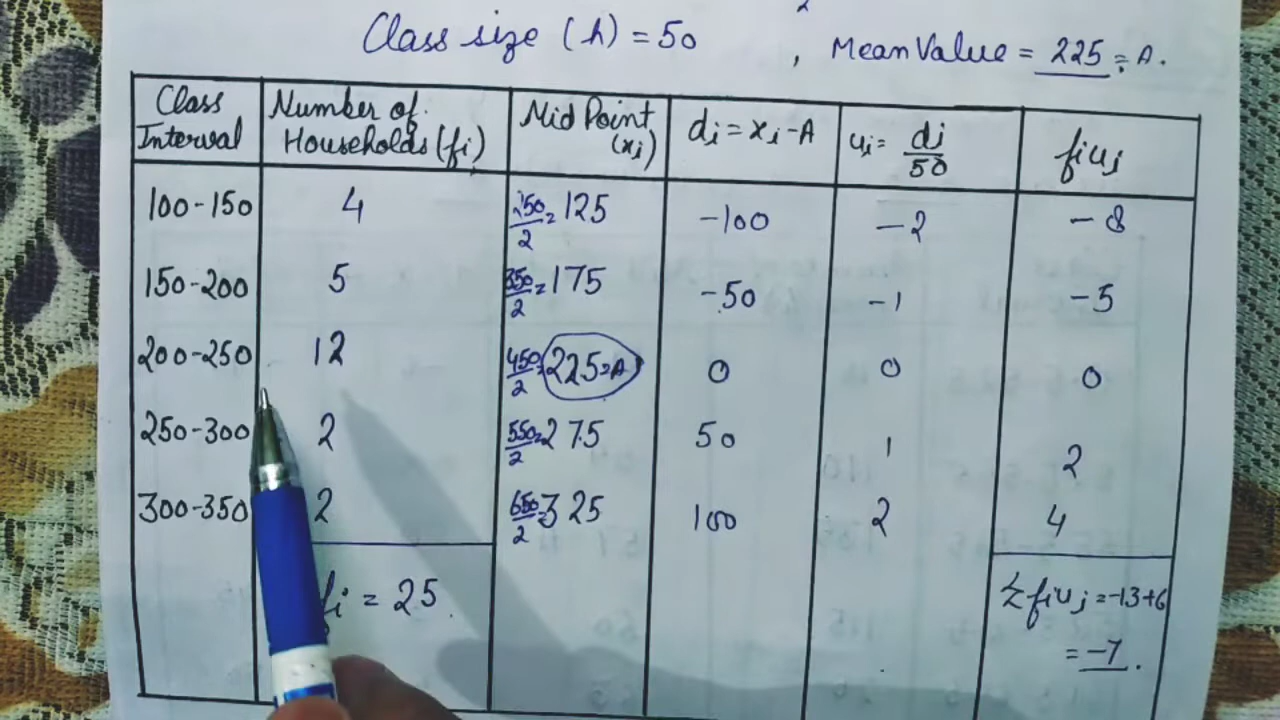 Class size (h) = 50 , Mean Value = 225 = A.
Class Interval | Number of Households (fi) | Mid Point (xi) | di = xi - A | ui = di/50 | fiui
100-150 | 4 | 250/2 = 125 | -100 | -2 | -8
150-200 | 5 | 350/2 = 175 | -50 | -1 | -5
200-250 | 12 | 450/2 = 225 = A | 0 | 0 | 0
250-300 | 2 | 550/2 = 275 | 50 | 1 | 2
300-350 | 2 | 650/2 = 325 | 100 | 2 | 4
fi = 25 | Σfiui = -13+6
= -7.